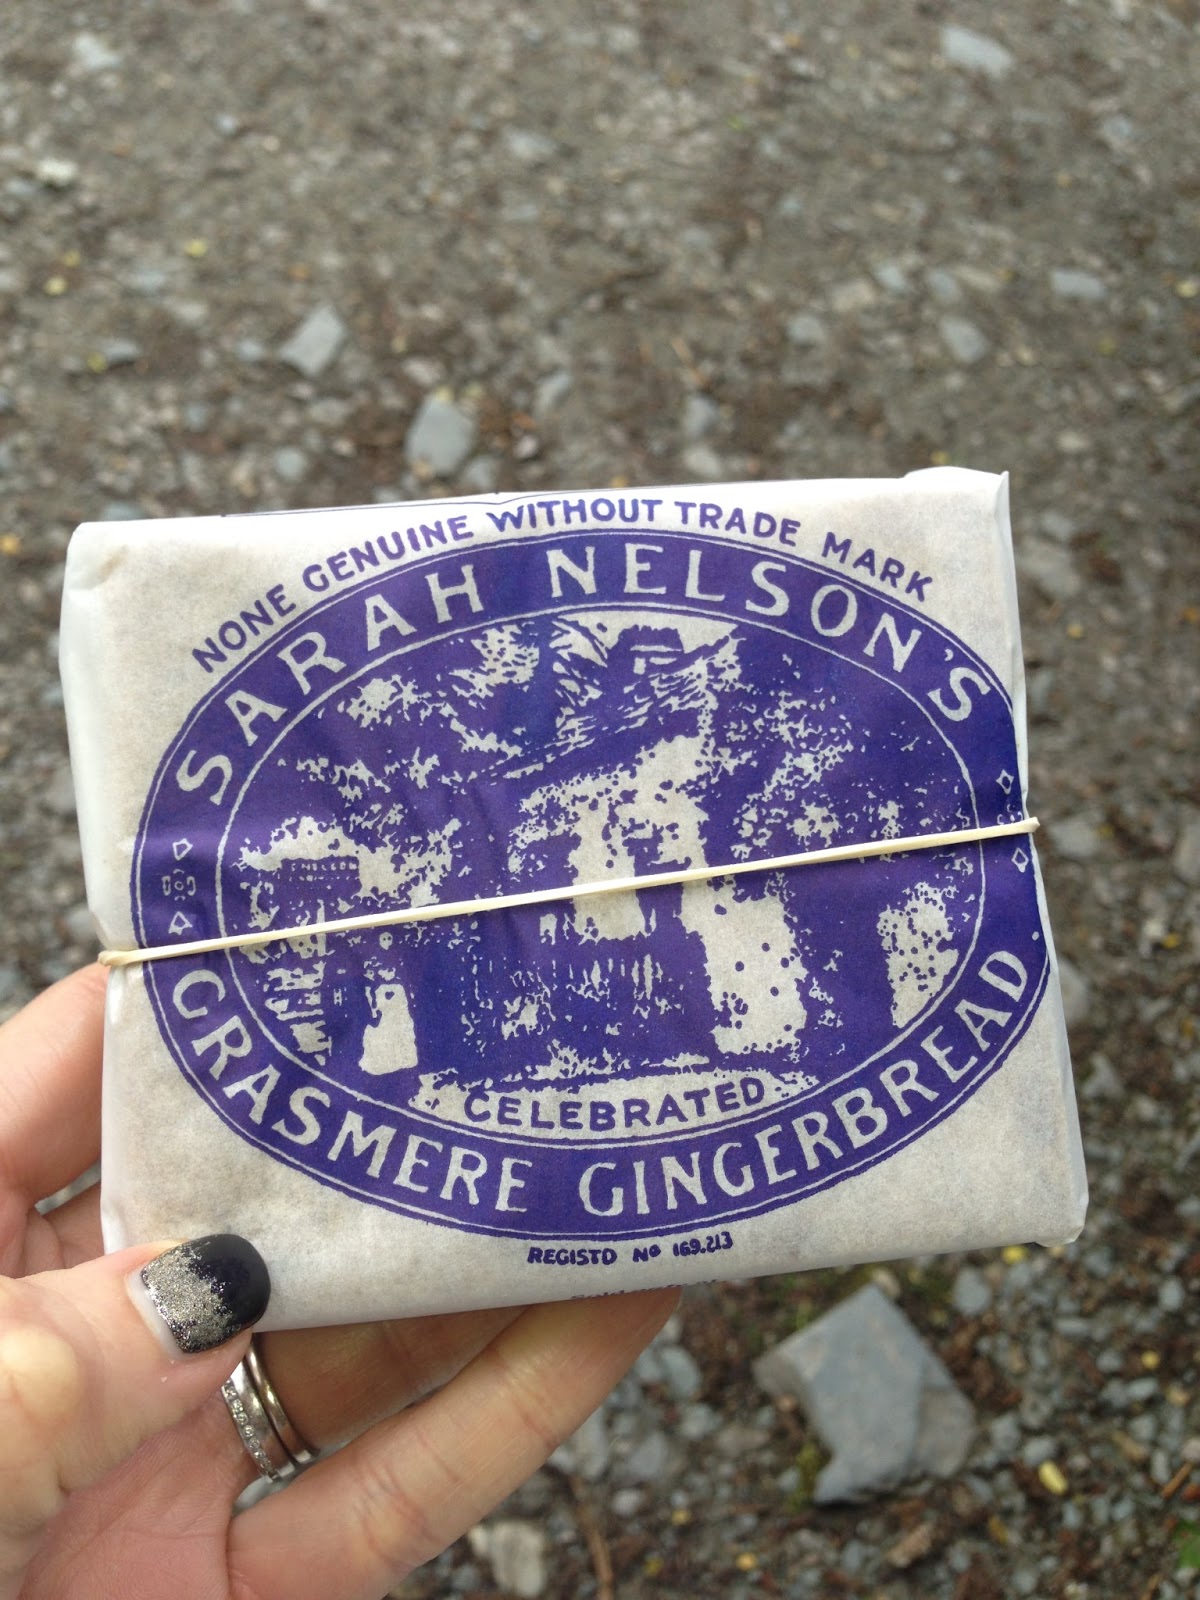 NONE GENUINE WITHOUT TRADE MARK
SARAH NELSON'S
CELEBRATED
GRASMERE GINGERBREAD
REGISTD No 169.213